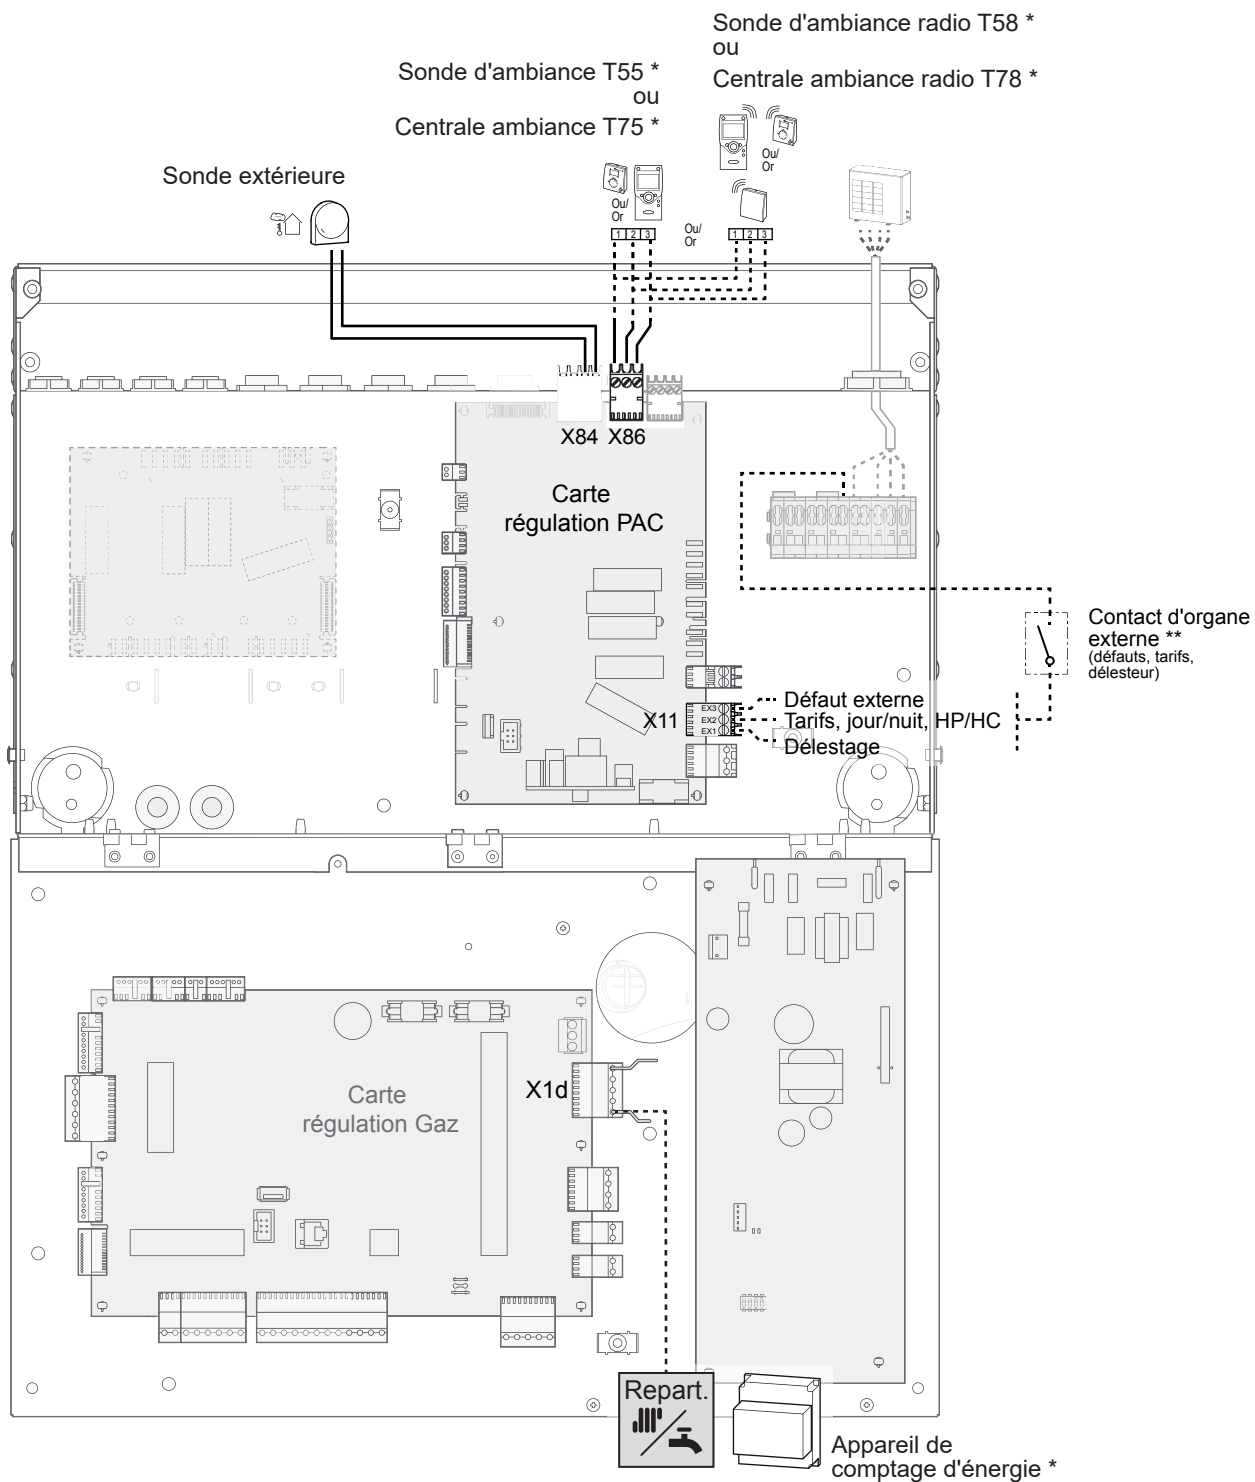 Sonde d'ambiance radio T58 *
ou
Centrale ambiance radio T78 *
Sonde d'ambiance T55 *
ou
Centrale ambiance T75 *
Ou/
Or
Sonde extérieure
Ou/
Or
1 2 3
Ou/
Or
1 2 3
X84 X86
Carte
régulation PAC
Contact d'organe
externe **
(défauts, tarifs,
délesteur)
X11
EX3
EX2
EX1
Défaut externe
Tarifs, jour/nuit, HP/HC
Délestage
X1d
Carte
régulation Gaz
Repart.
Appareil de
comptage d'énergie *